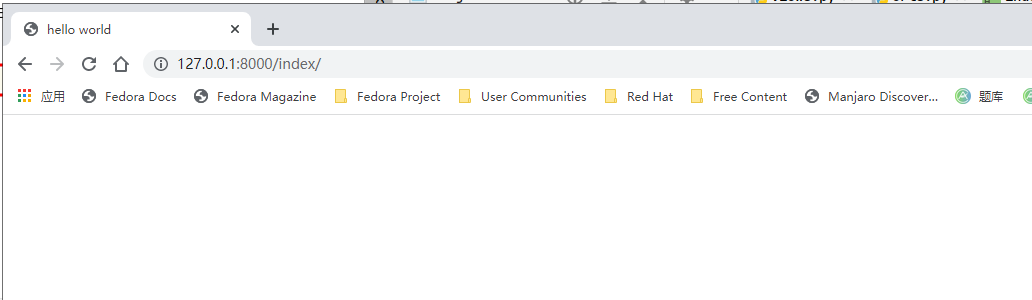 hello world
127.0.0.1:8000/index/
应用 Fedora Docs Fedora Magazine Fedora Project User Communities Red Hat Free Content Manjaro Discover... 题库